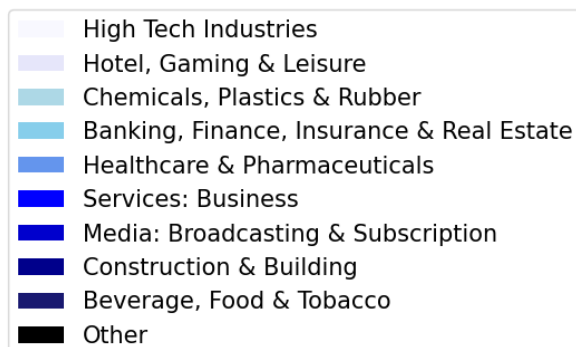 High Tech Industries
Hotel, Gaming & Leisure
Chemicals, Plastics & Rubber
Banking, Finance, Insurance & Real Estate
Healthcare & Pharmaceuticals
Services: Business
Media: Broadcasting & Subscription
Construction & Building
Beverage, Food & Tobacco
Other